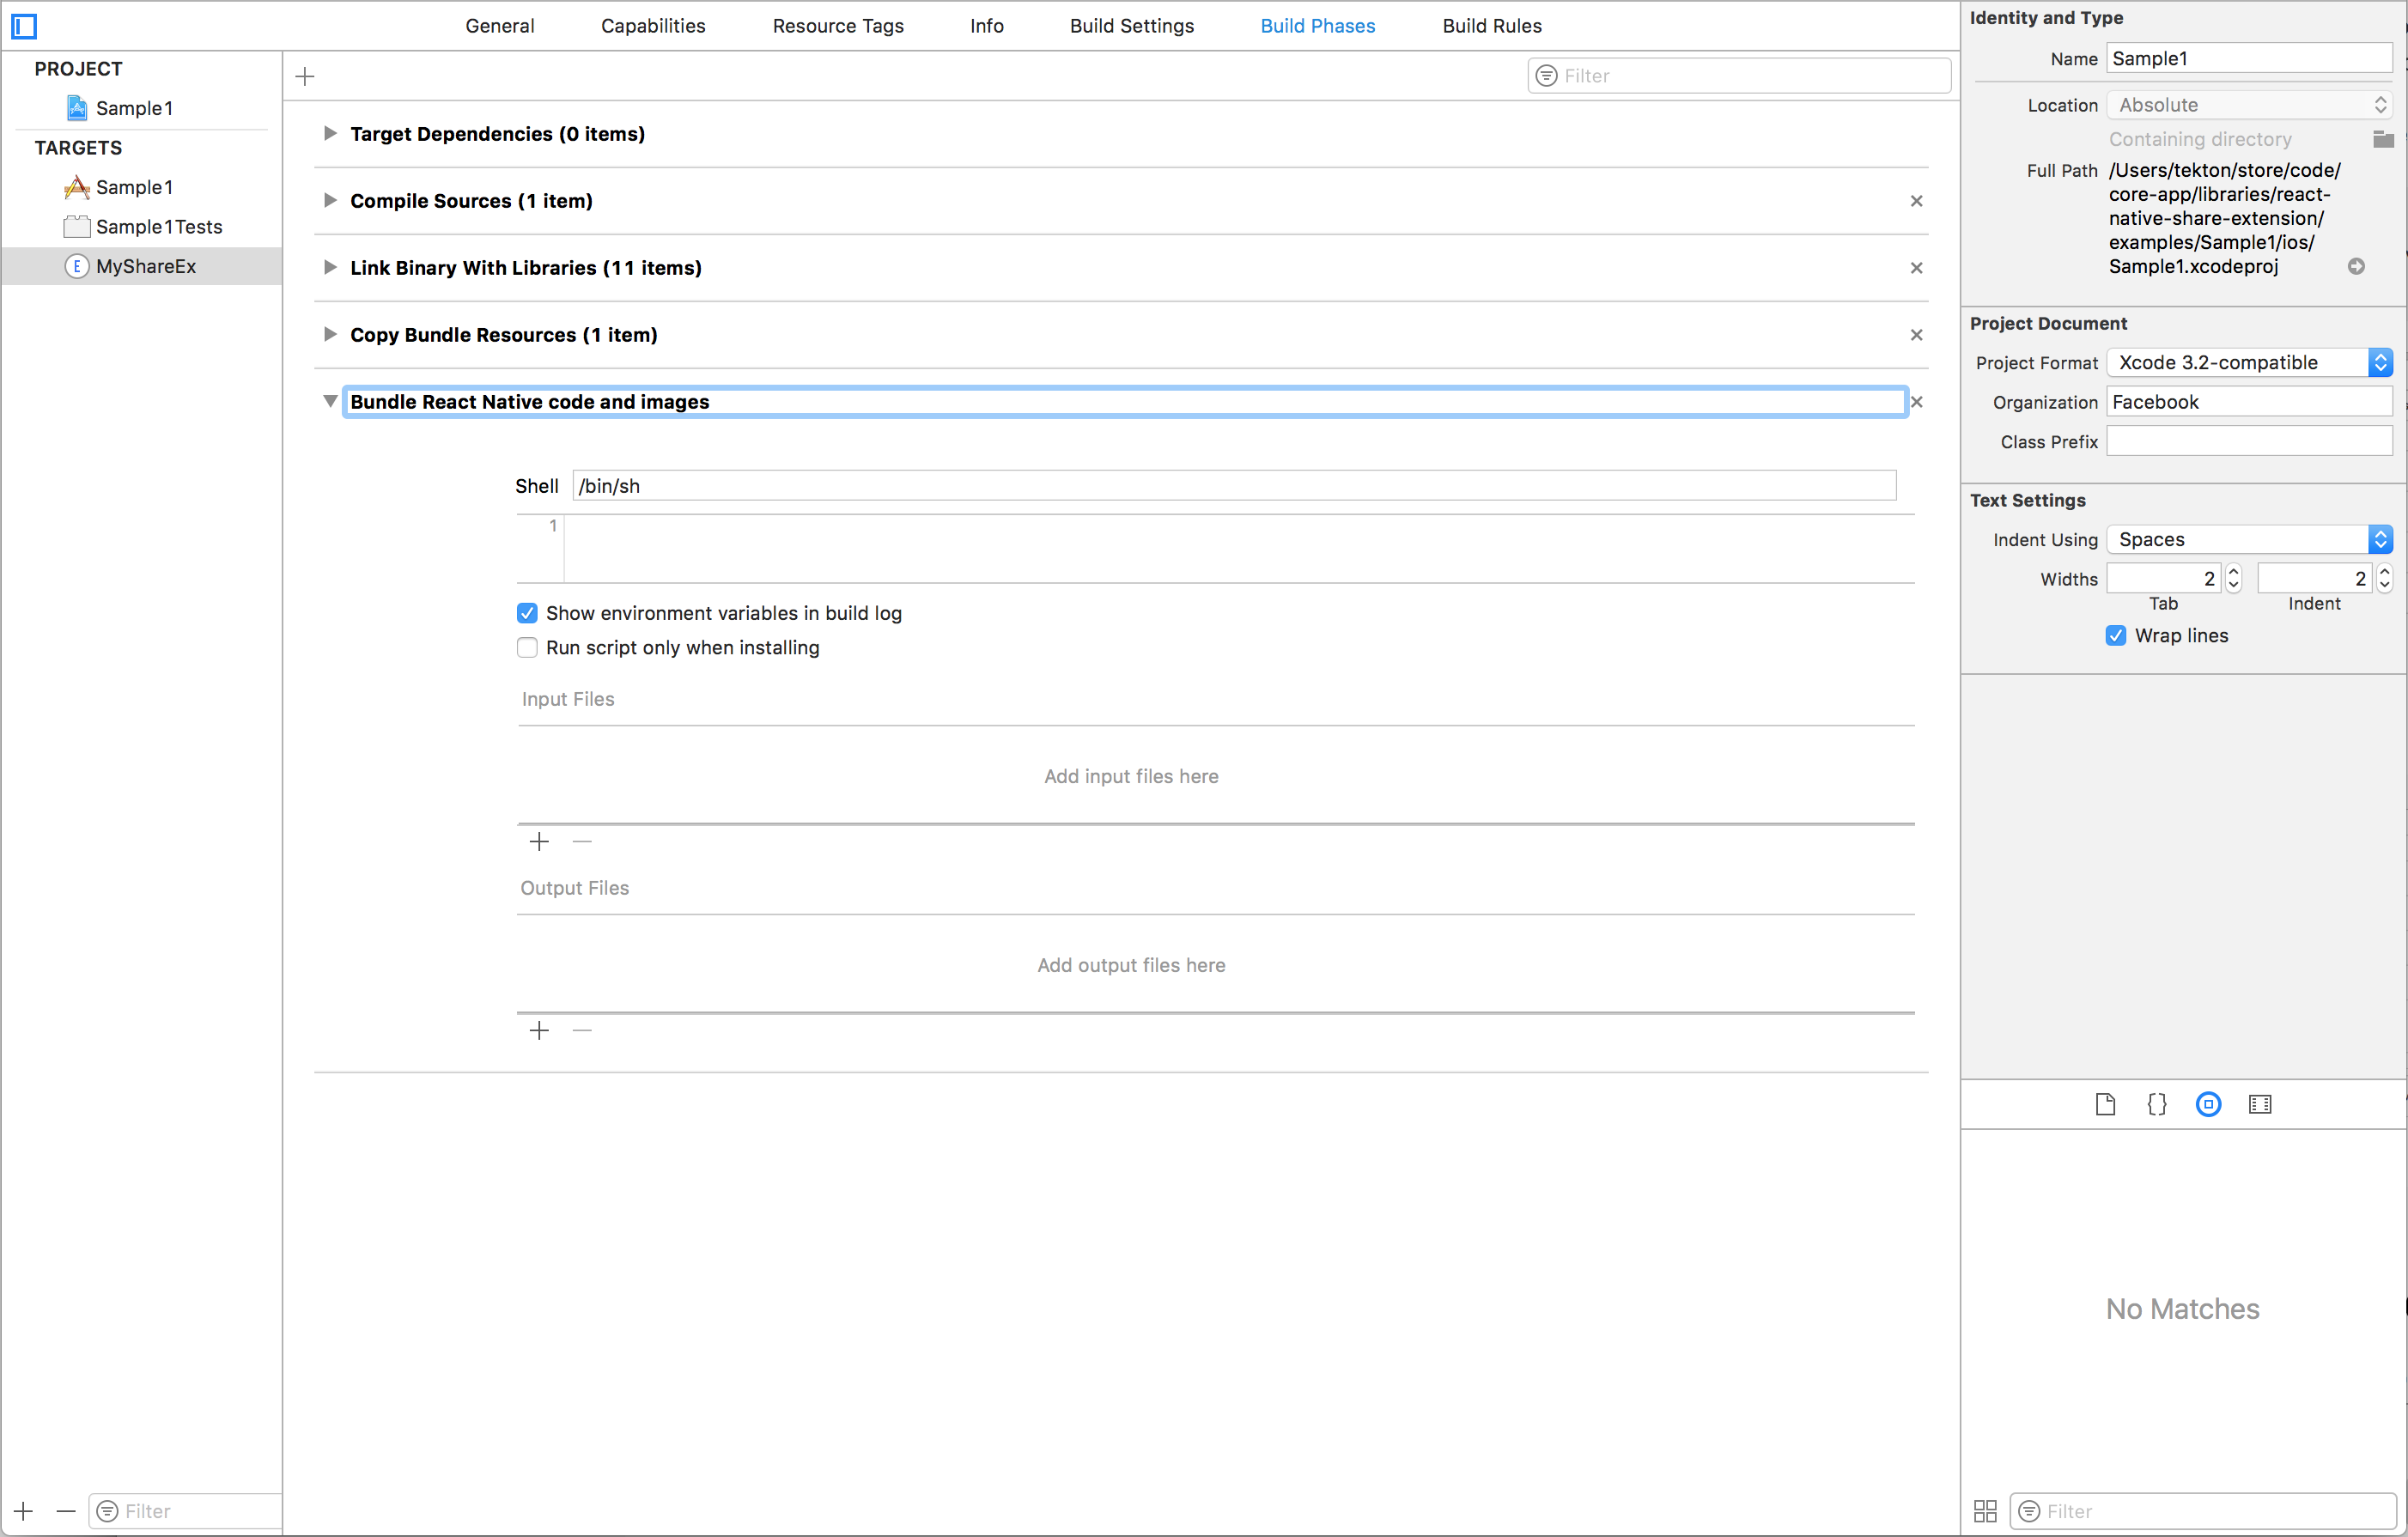 General
Capabilities
Resource Tags
Info
Build Settings
Build Phases
Build Rules
PROJECT
Sample1
TARGETS
Sample1
Sample1Tests
E
MyShareEx
Filter
Filter
Target Dependencies (0 items)
Compile Sources (1 item)
Link Binary With Libraries (11 items)
Copy Bundle Resources (1 item)
Bundle React Native code and images
Shell /bin/sh
1
Show environment variables in build log
Run script only when installing
Input Files
Add input files here
Output Files
Add output files here
Identity and Type
Name Sample1
Location Absolute
Containing directory
Full Path /Users/tekton/store/code/
core-app/libraries/react-
native-share-extension/
examples/Sample1/ios/
Sample1.xcodeproj
Project Document
Project Format Xcode 3.2-compatible
Organization Facebook
Class Prefix
Text Settings
Indent Using Spaces
Widths 2 2
Tab Indent
Wrap lines
{}
No Matches
Filter